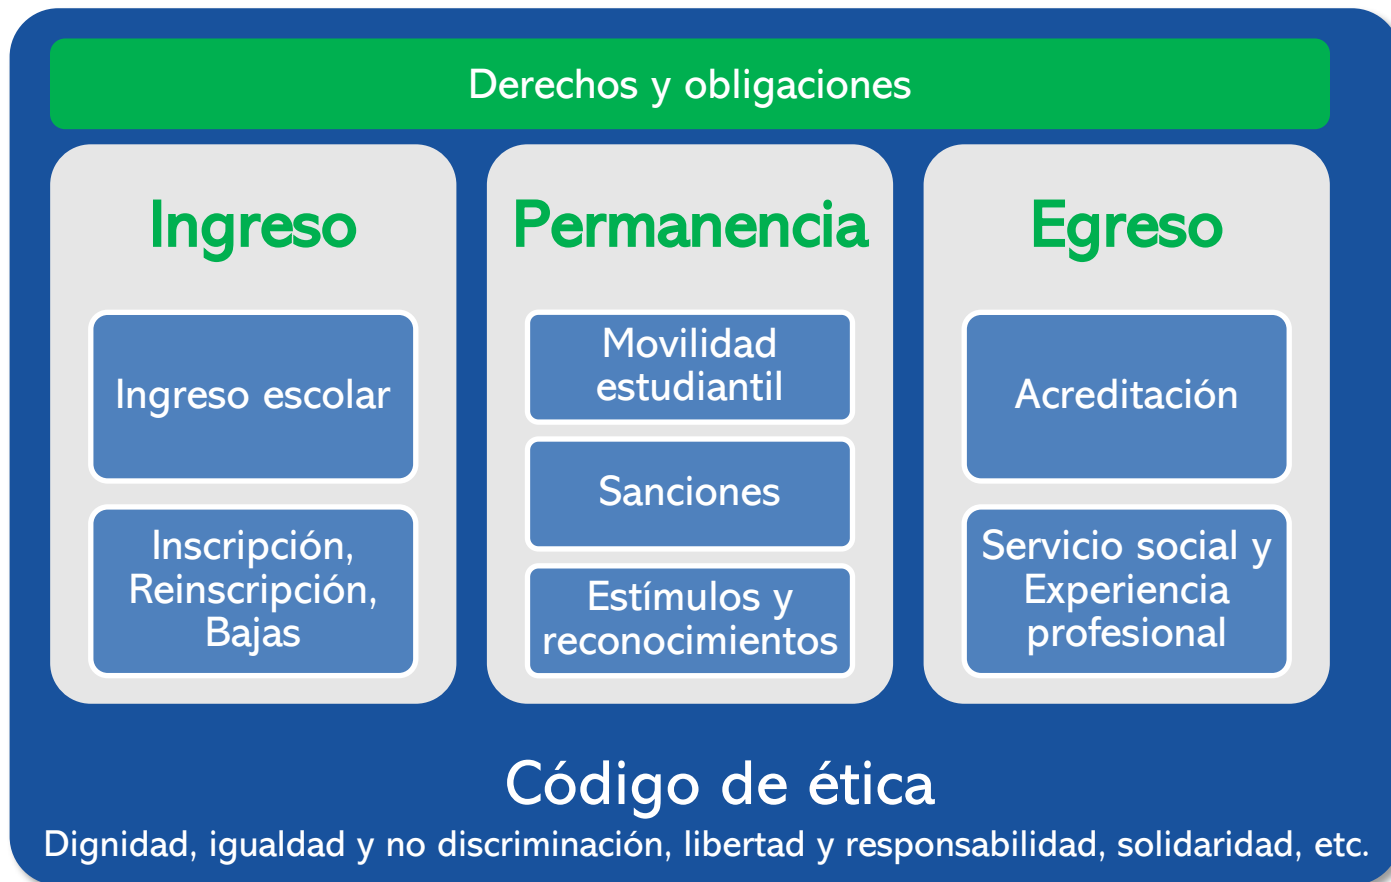 Derechos y obligaciones
Ingreso
Ingreso escolar
Inscripción,
Reinscripción,
Bajas
Permanencia
Movilidad
estudiantil
Sanciones
Estímulos y
reconocimientos
Egreso
Acreditación
Servicio social y
Experiencia
profesional
Código de ética
Dignidad, igualdad y no discriminación, libertad y responsabilidad, solidaridad, etc.